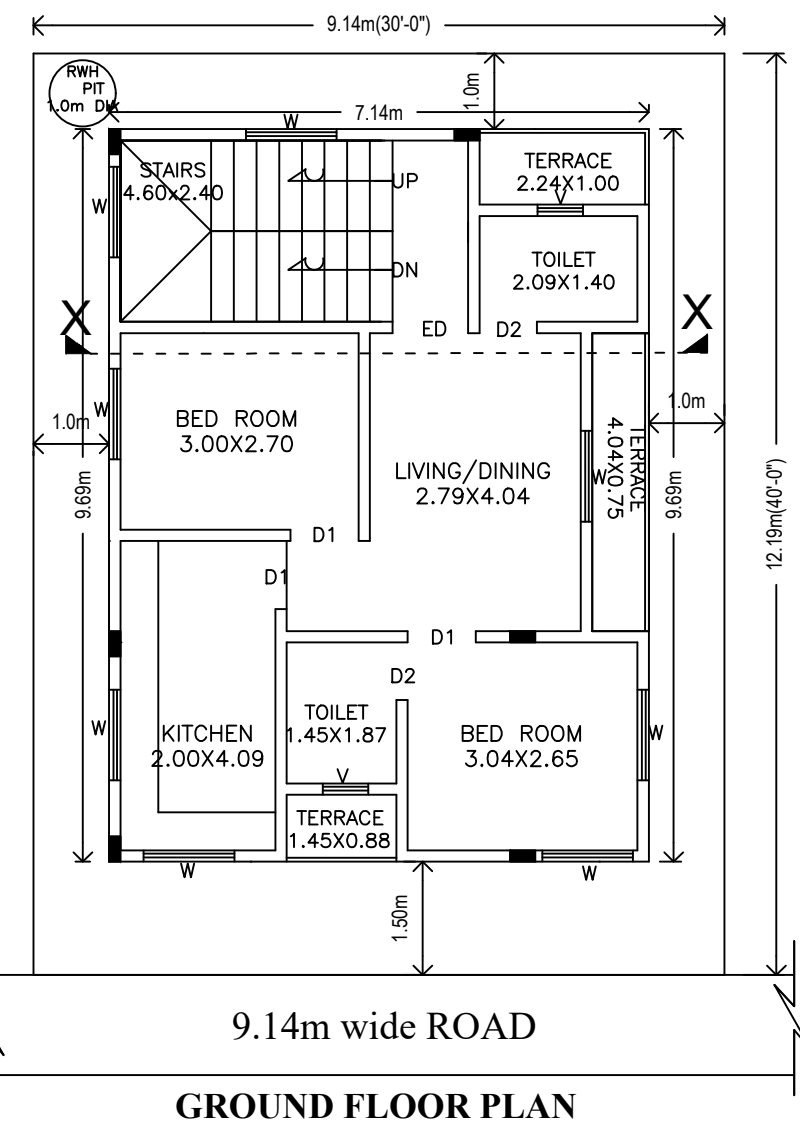 9.14m(30'-0")
RWH
PIT
1.0m DIA
1.0m
7.14m
W
STAIRS
4.60x2.40
W
UP
DN
TERRACE
2.24X1.00
V
TOILET
2.09X1.40
X
X
ED
D2
W
1.0m
1.0m
BED ROOM
3.00X2.70
LIVING/DINING
2.79X4.04
W
TERRACE
4.04X0.75
9.69m
9.69m
12.19m(40'-0")
D1
D1
D1
D2
W
KITCHEN
2.00X4.09
TOILET
1.45X1.87
BED ROOM
3.04X2.65
W
V
TERRACE
1.45X0.88
W
W
1.50m
9.14m wide ROAD
GROUND FLOOR PLAN